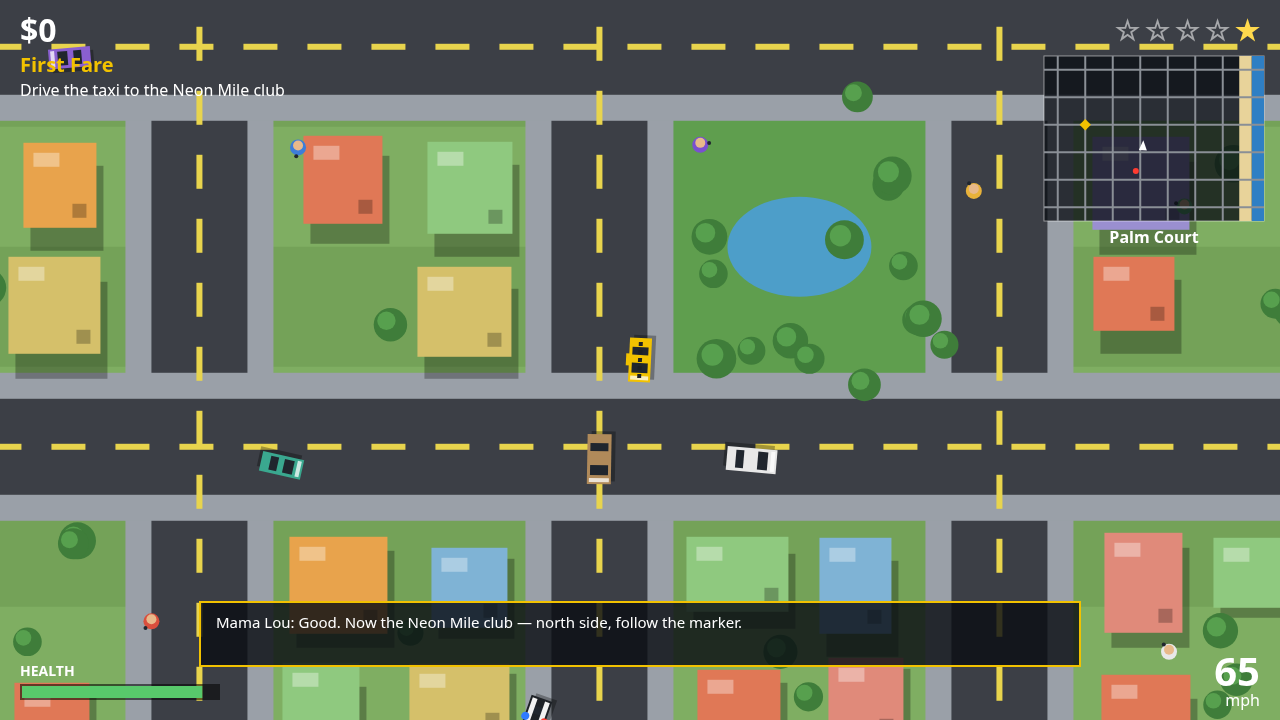 $0
First Fare
Drive the taxi to the Neon Mile club
Palm Court
Mama Lou: Good. Now the Neon Mile club — north side, follow the marker.
HEALTH
65
mph